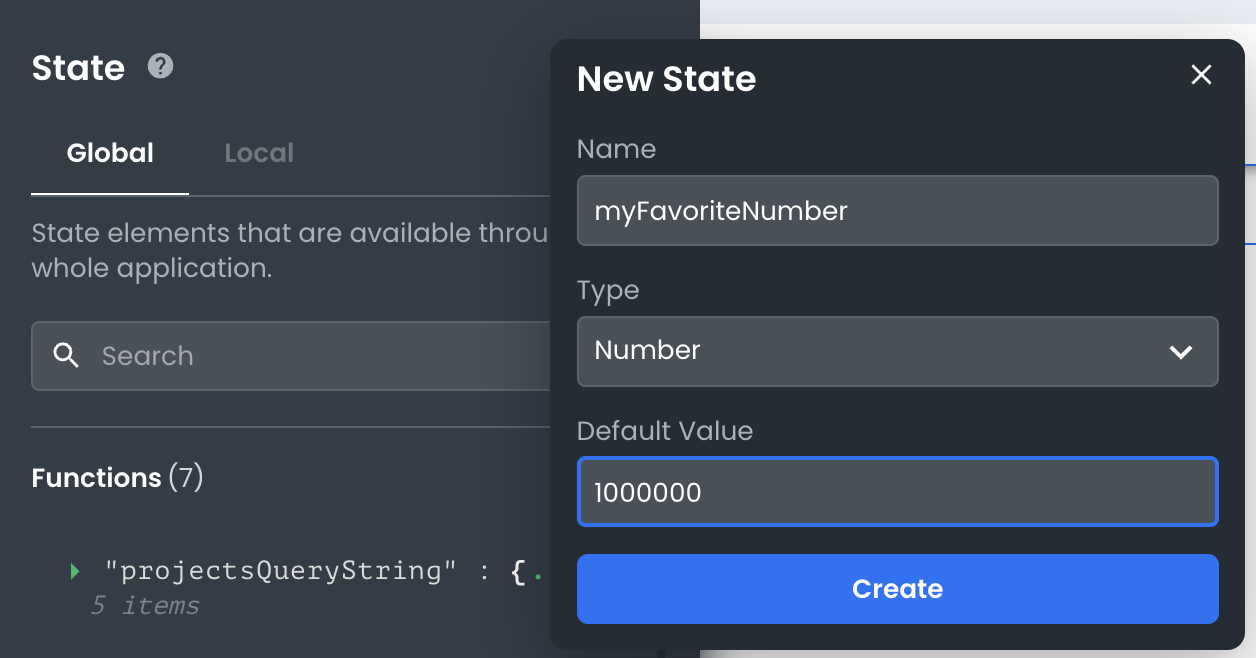 State
?
Global Local
State elements that are available throu
whole application.
Search
Functions (7)
"projectsQueryString" : {.
5 items
New State
Name
myFavoriteNumber
Type
Number
Default Value
1000000
Create